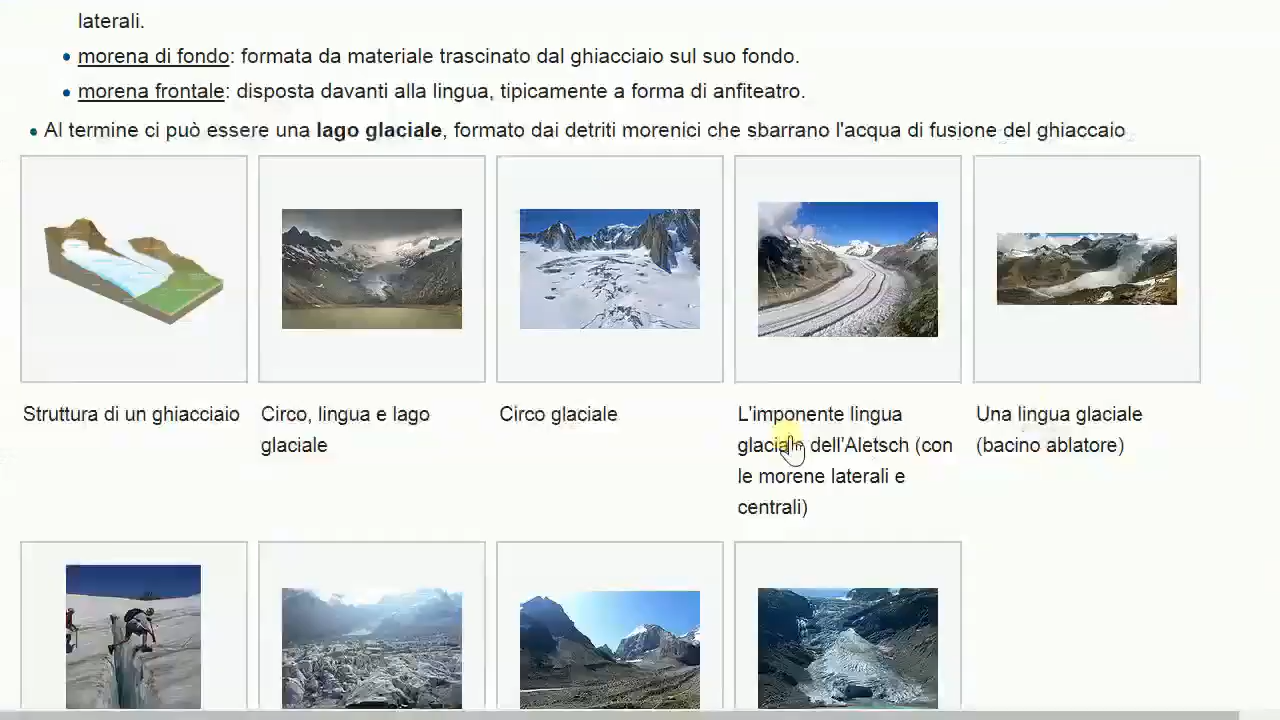 laterali.
morena di fondo: formata da materiale trascinato dal ghiacciaio sul suo fondo.
morena frontale: disposta davanti alla lingua, tipicamente a forma di anfiteatro.
Al termine ci può essere una lago glaciale, formato dai detriti morenici che sbarrano l'acqua di fusione del ghiaccaio
Struttura di un ghiacciaio
Circo, lingua e lago
glaciale
Circo glaciale
L'imponente lingua
glaciale dell'Aletsch (con
le morene laterali e
centrali)
Una lingua glaciale
(bacino ablatore)